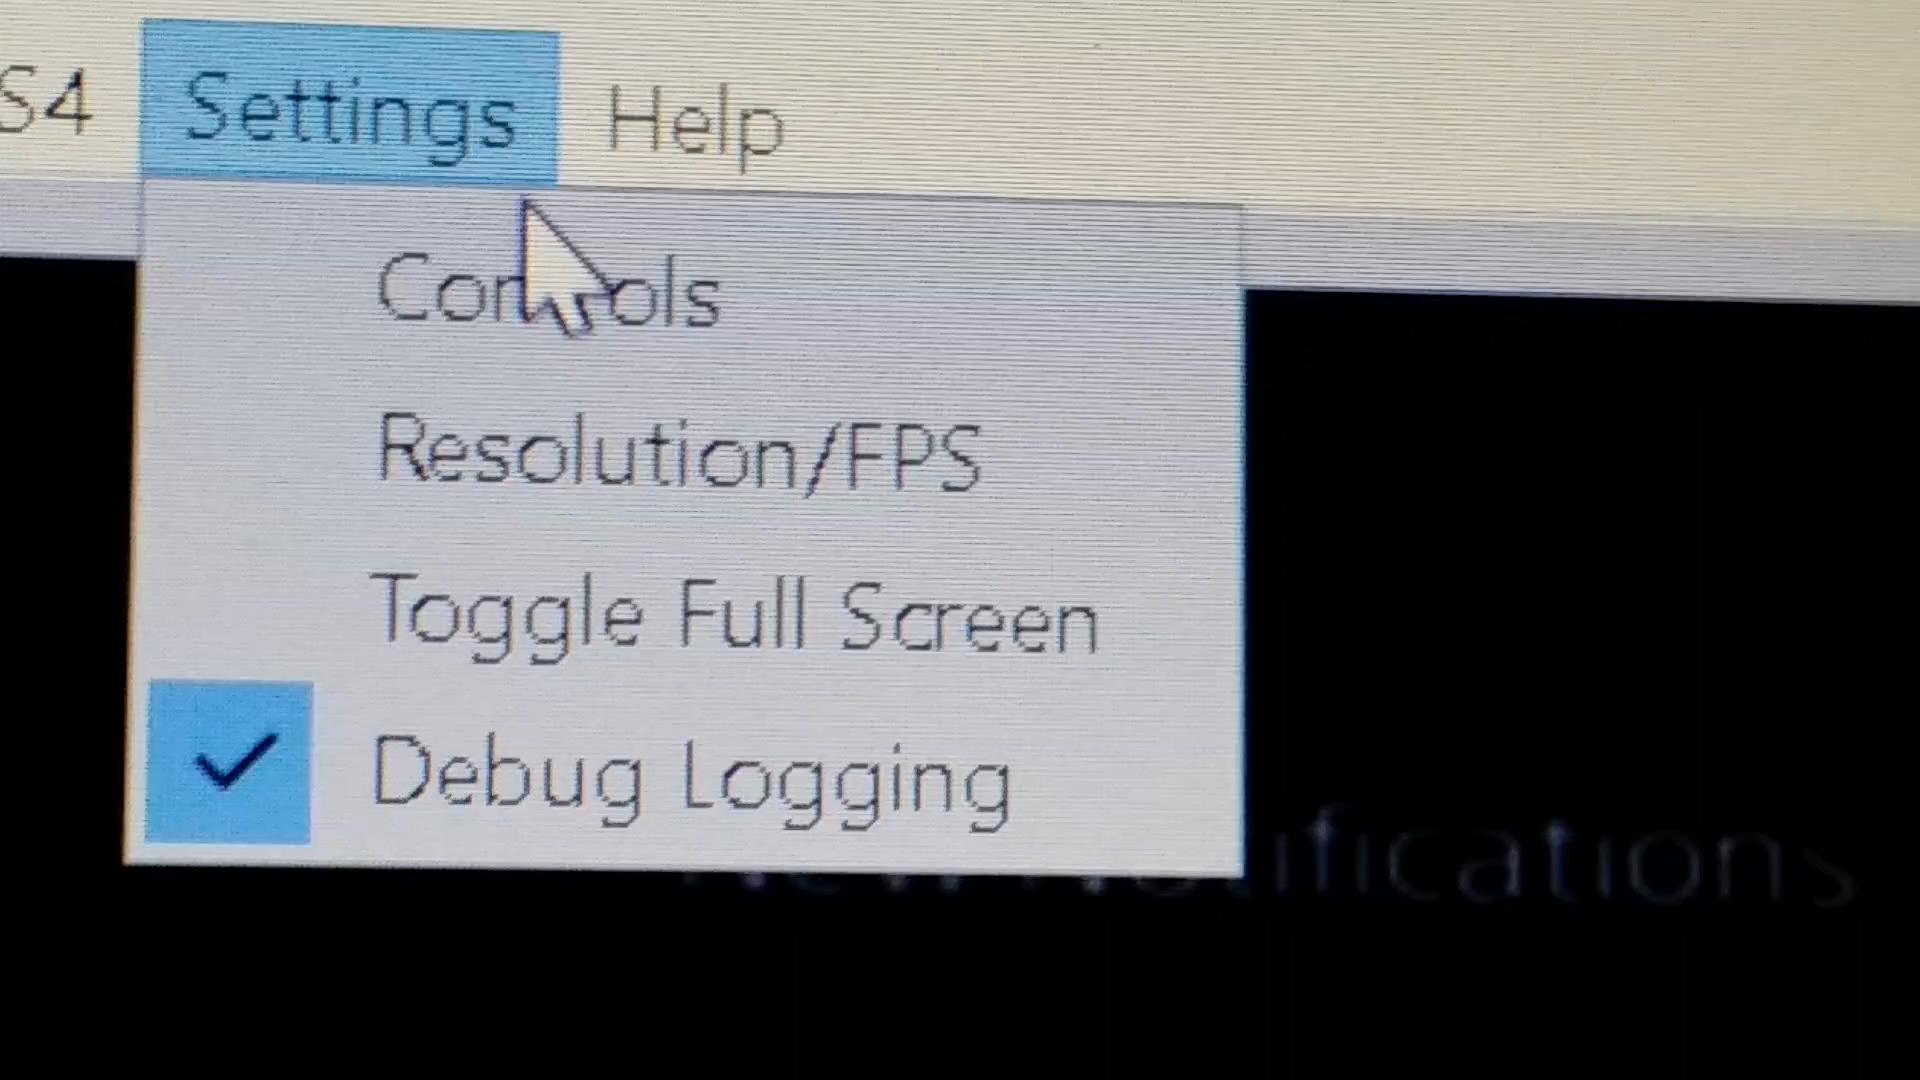 S4 Settings Help
Controls
Resolution/FPS
Toggle Full Screen
Debug Logging